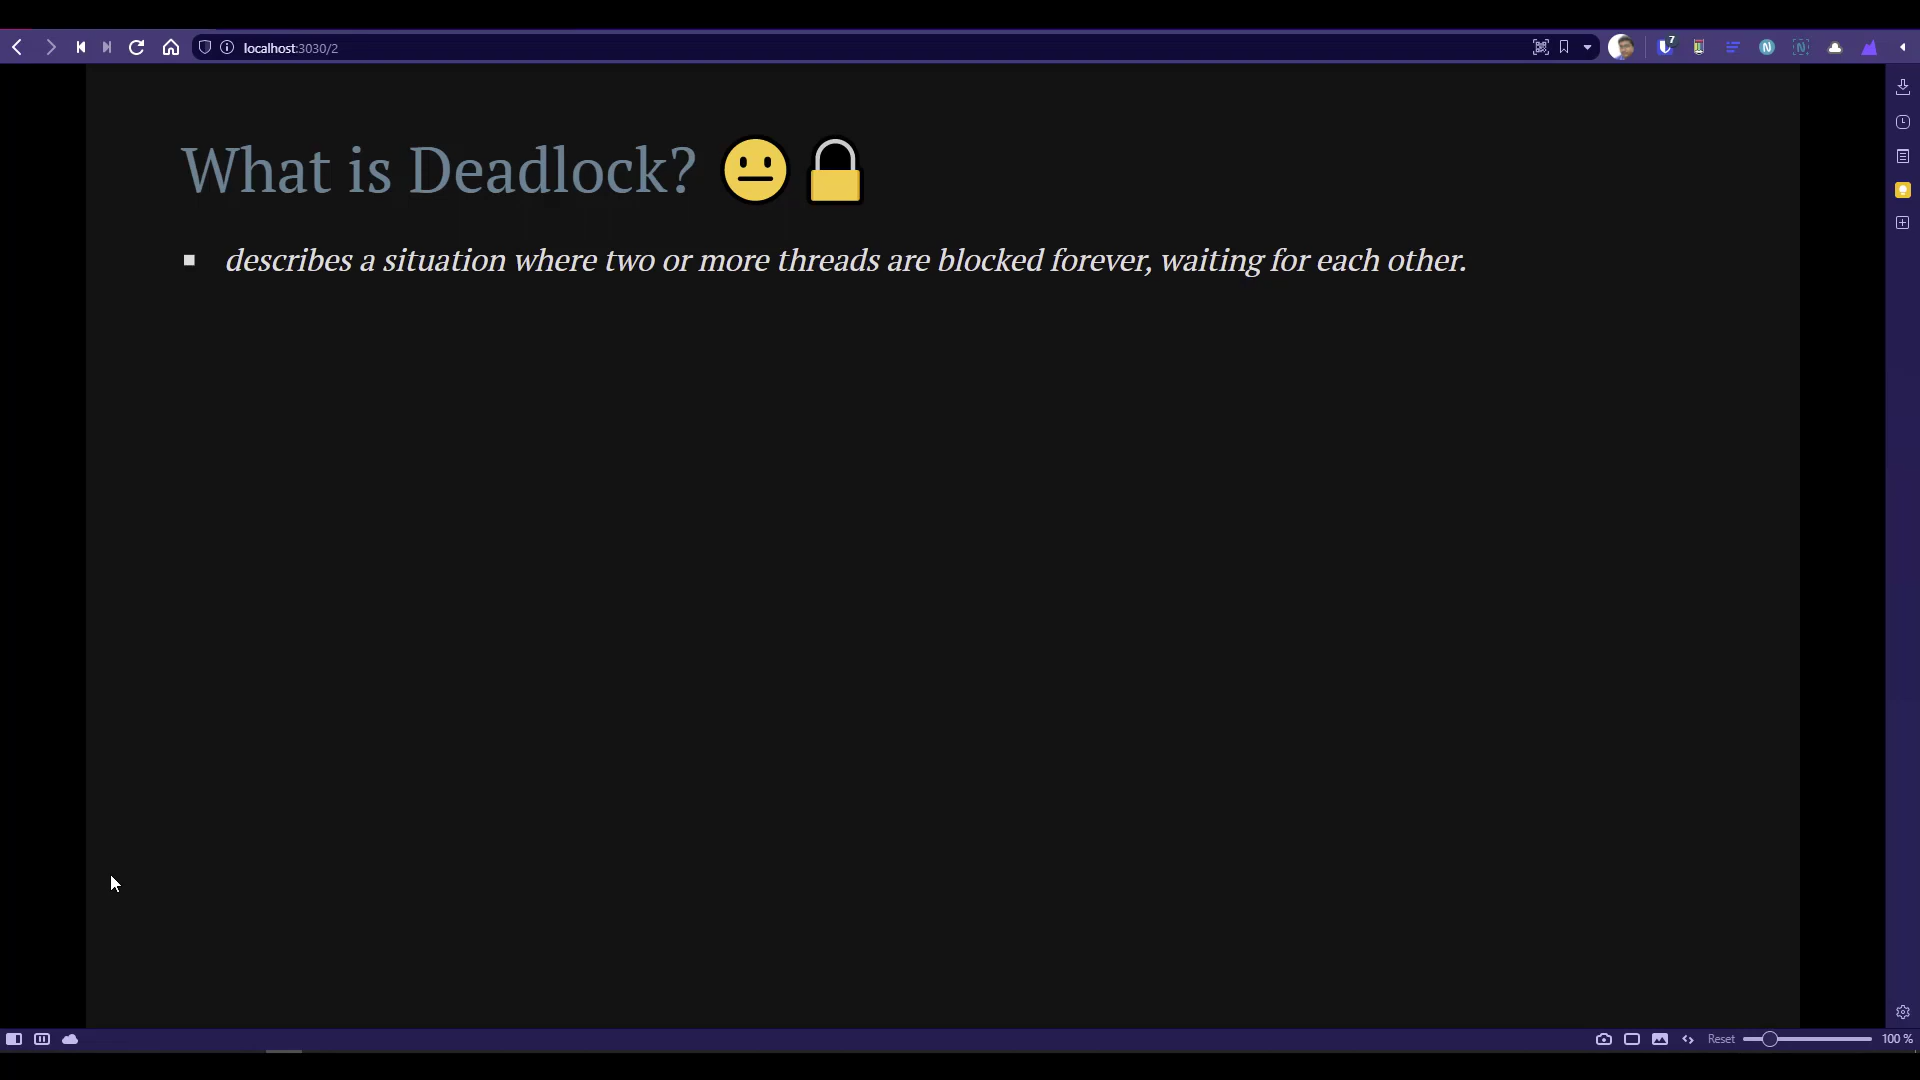 localhost:3030/2
7
What is Deadlock? 😐🔒
▪ describes a situation where two or more threads are blocked forever, waiting for each other.
Reset
100 %